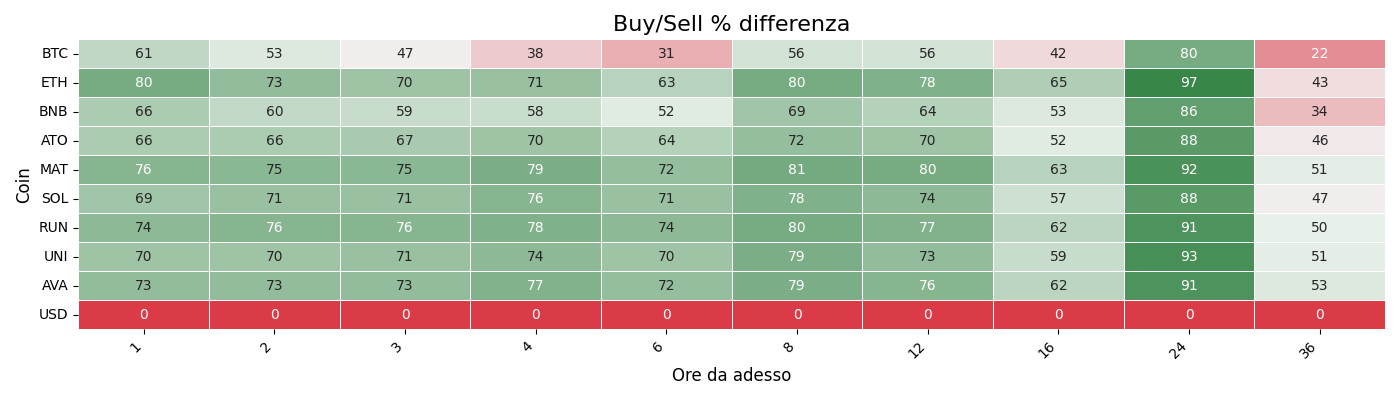 Buy/Sell % differenza
BTC 61 53 47 38 31 56 56 42 80 22
ETH 80 73 70 71 63 80 78 65 97 43
BNB 66 60 59 58 52 69 64 53 86 34
ATO 66 66 67 70 64 72 70 52 88 46
MAT 76 75 75 79 72 81 80 63 92 51
SOL 69 71 71 76 71 78 74 57 88 47
RUN 74 76 76 78 74 80 77 62 91 50
UNI 70 70 71 74 70 79 73 59 93 51
AVA 73 73 73 77 72 79 76 62 91 53
USD 0 0 0 0 0 0 0 0 0 0
1 2 3 4 6 8 12 16 24 36
Coin
Ore da adesso